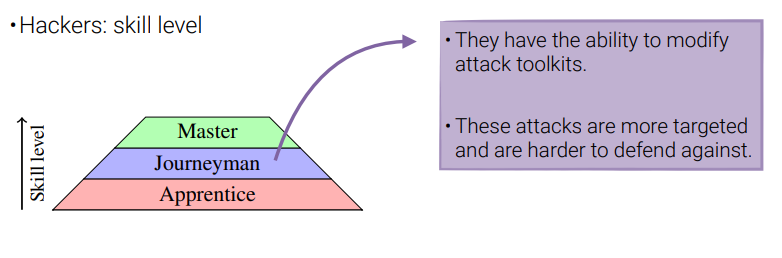 •Hackers: skill level
• They have the ability to modify
attack toolkits.
• These attacks are more targeted
and are harder to defend against.
Skill level
Master
Journeyman
Apprentice